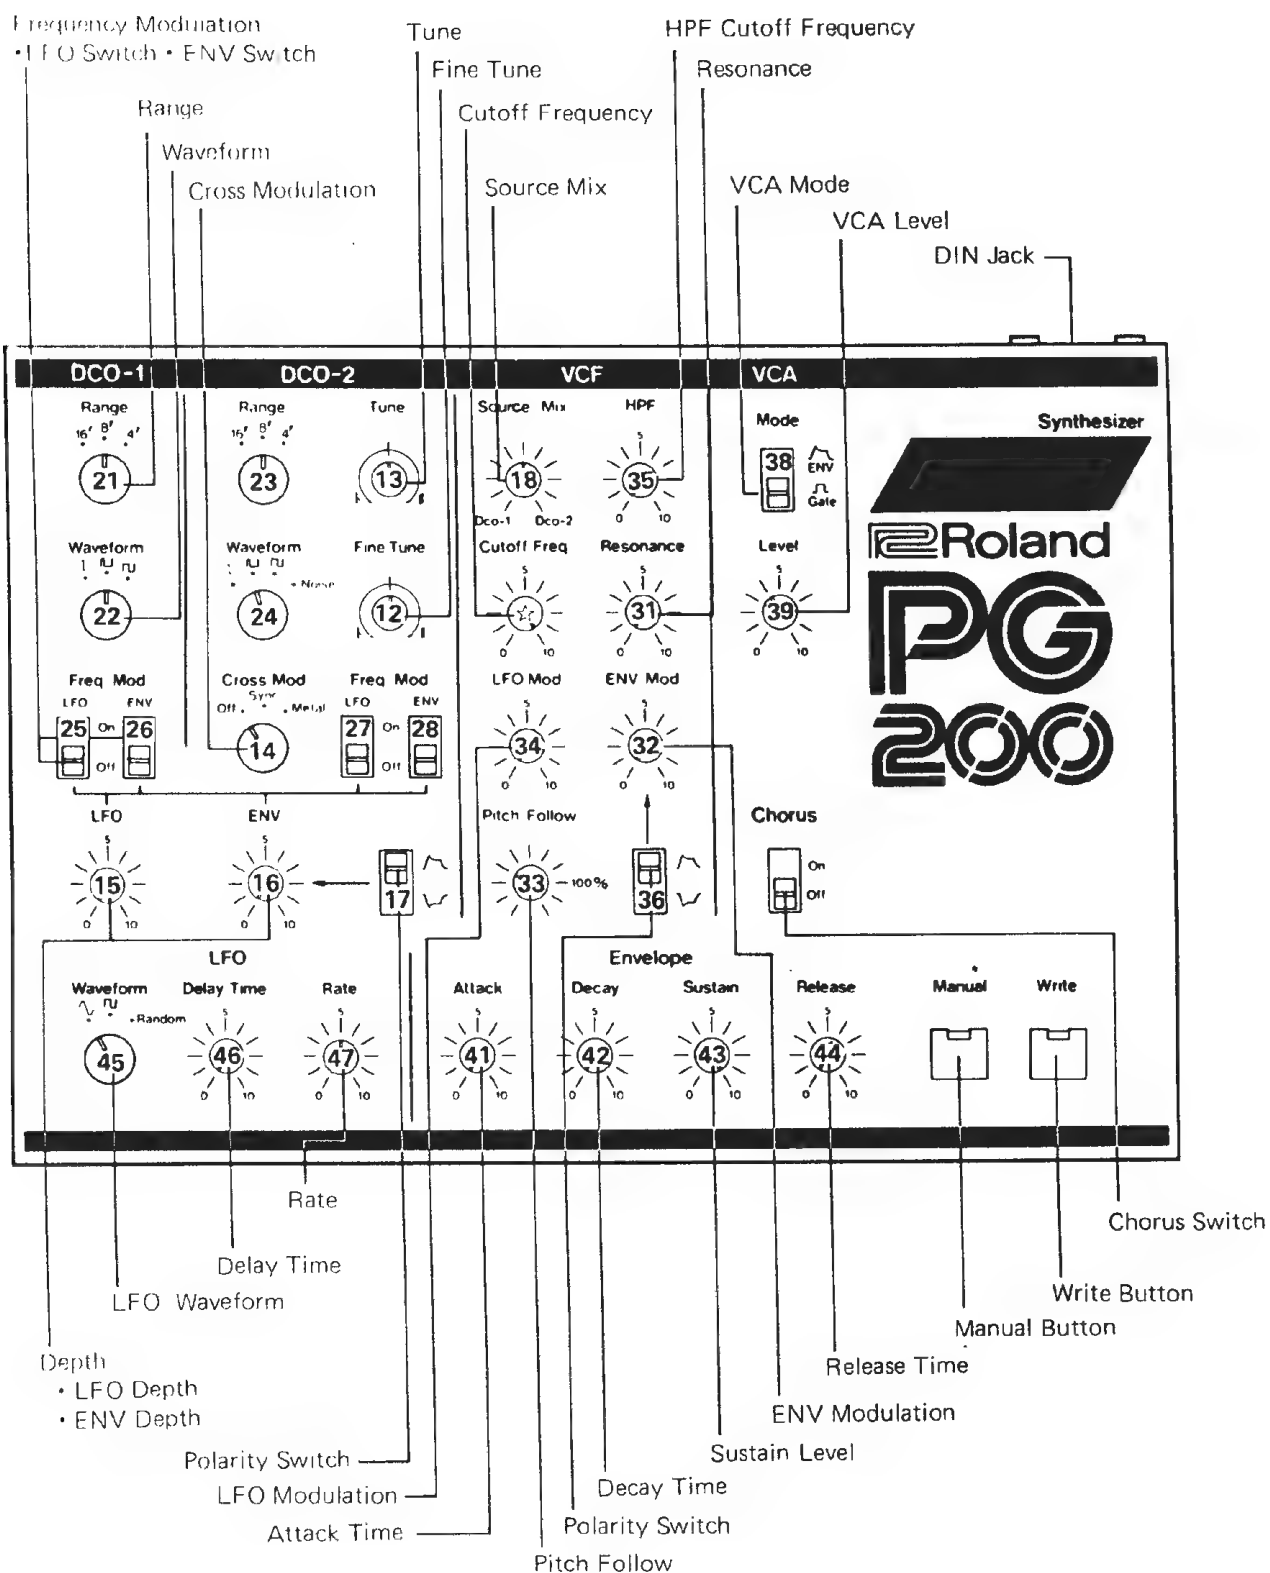 Frequency Modulation
• LFO Switch • ENV Switch
Tune
HPF Cutoff Frequency
Fine Tune
Resonance
Range
Cutoff Frequency
Waveform
Cross Modulation
Source Mix
VCA Mode
VCA Level
DIN Jack
DCO-1
DCO-2
VCF
VCA
Range
Range
Tune
Source Mix
HPF
Mode
Synthesizer
16' 8' 4'
16' 8' 4'
5
21
23
13
18
35
38
ENV
Gate
Dco-1
Dco-2
0
10
Roland
Waveform
Waveform
Fine Tune
Cutoff Freq
Resonance
Level
Noise
5
5
5
22
24
12
☆
31
39
0
10
0
10
0
10
PG
200
Freq Mod
Cross Mod
Freq Mod
LFO Mod
ENV Mod
LFO
ENV
Off
Sync
Metal
LFO
ENV
5
5
25
On
26
14
27
On
28
34
32
Off
Off
0
10
0
10
LFO
ENV
Pitch Follow
Chorus
5
5
15
16
17
33
100%
36
On
Off
0
10
0
10
LFO
Envelope
Waveform
Delay Time
Rate
Attack
Decay
Sustain
Release
Manual
Write
Random
5
5
5
5
5
5
45
46
47
41
42
43
44
0
10
0
10
0
10
0
10
0
10
0
10
Rate
Chorus Switch
Delay Time
LFO Waveform
Write Button
Manual Button
Depth
• LFO Depth
• ENV Depth
Release Time
ENV Modulation
Sustain Level
Polarity Switch
Decay Time
LFO Modulation
Attack Time
Polarity Switch
Pitch Follow